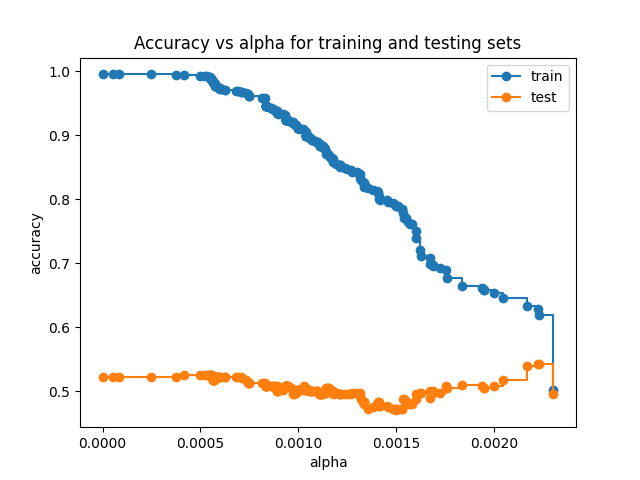 Accuracy vs alpha for training and testing sets
train
test
1.0
0.9
0.8
0.7
0.6
0.5
accuracy
0.0000
0.0005
0.0010
0.0015
0.0020
alpha